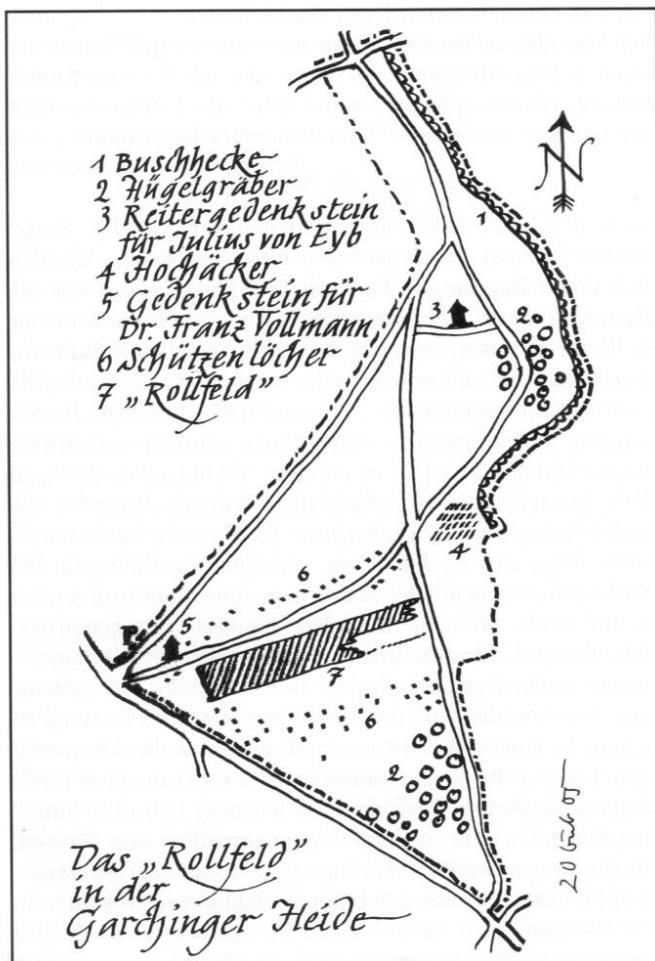 1 Buschhecke
2 Hügelgräber
3 Reitergedenkstein
für Julius von Eyb
4 Hochäcker
5 Gedenkstein für
Dr. Franz Vollmann
6 Schützenlöcher
7 „Rollfeld"
N
1
2
3
4
6
5
P
7
6
2
Das „Rollfeld"
in der
Garchinger Heide